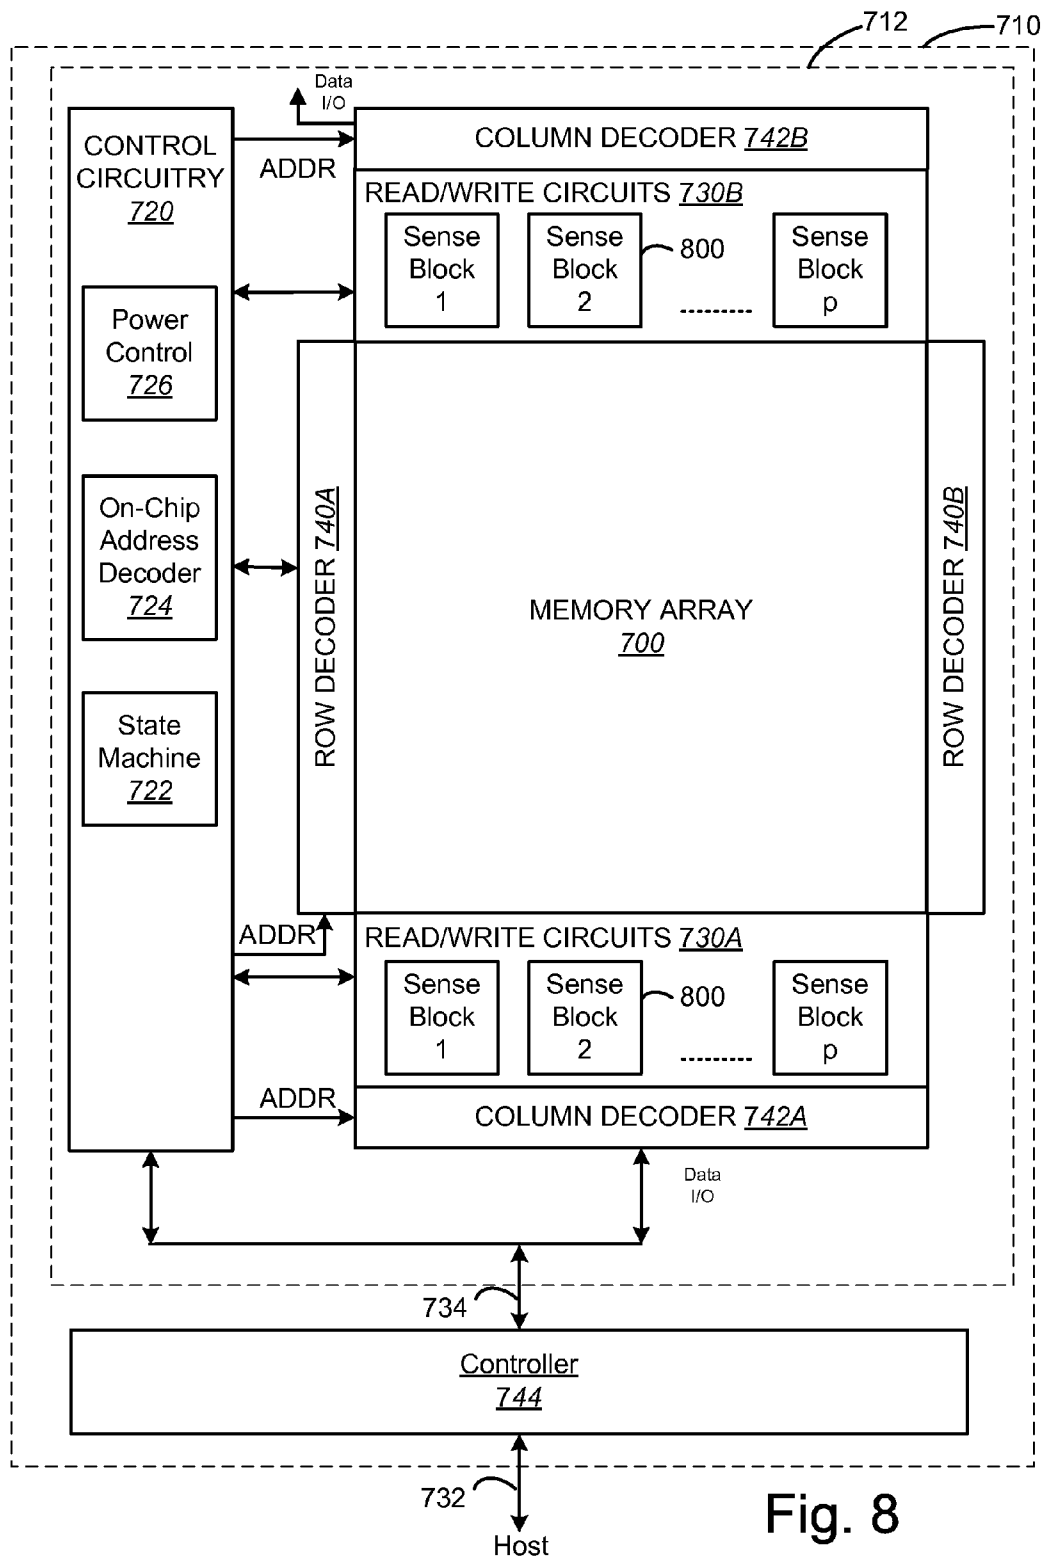 710
712
Data
I/O
CONTROL
CIRCUITRY
720
ADDR
COLUMN DECODER 742B
READ/WRITE CIRCUITS 730B
Sense
Block
1
Sense
Block
2
800
.........
Sense
Block
p
Power
Control
726
On-Chip
Address
Decoder
724
State
Machine
722
ROW DECODER 740A
MEMORY ARRAY
700
ROW DECODER 740B
ADDR
READ/WRITE CIRCUITS 730A
Sense
Block
1
Sense
Block
2
800
.........
Sense
Block
p
ADDR
COLUMN DECODER 742A
Data
I/O
734
Controller
744
732
Host
Fig. 8